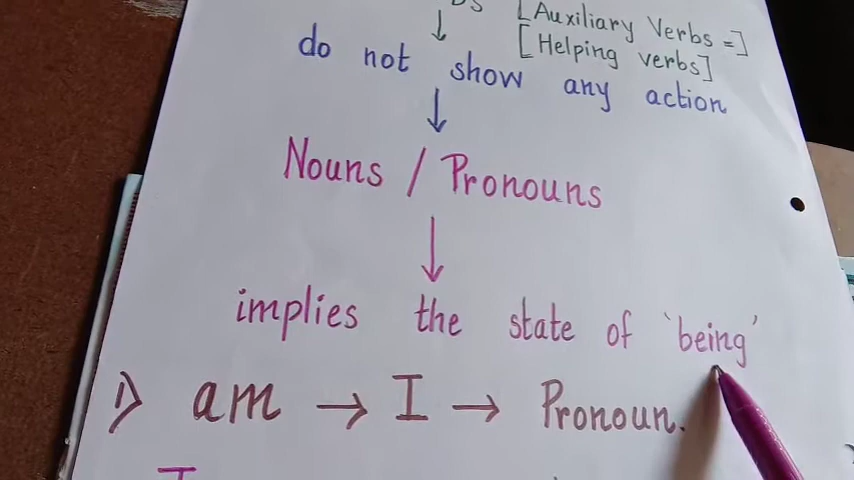 [Auxiliary Verbs =]
[Helping verbs]
do not show any action
Nouns / Pronouns
implies the state of 'being'
1) am → I → Pronoun.
I